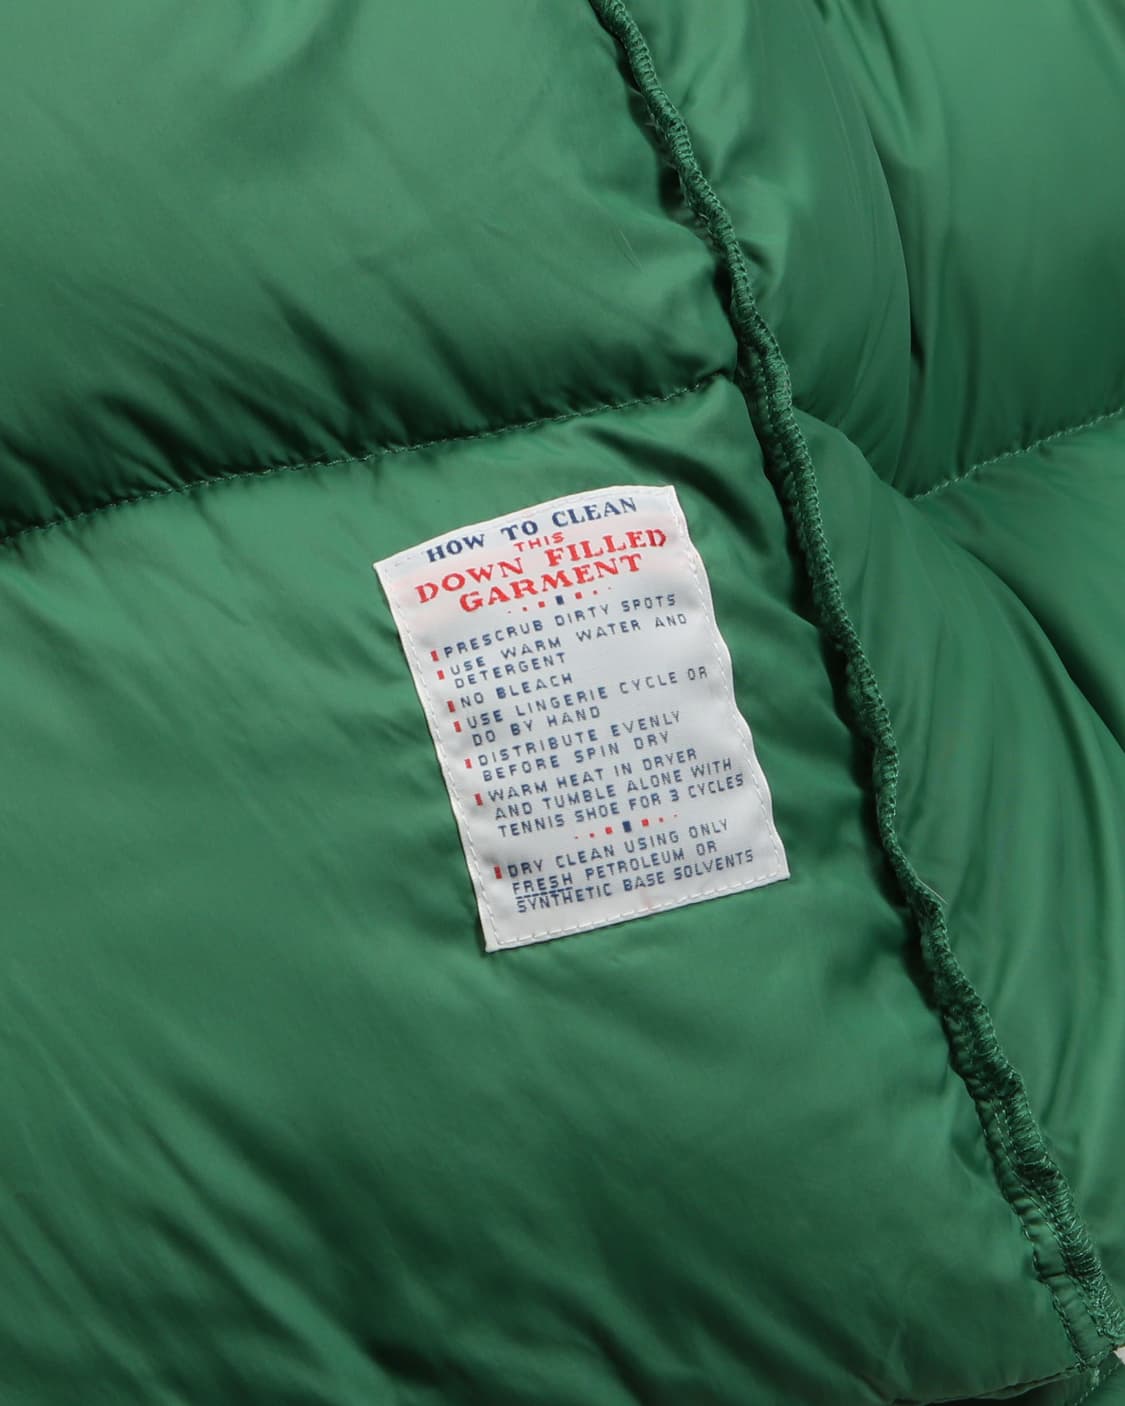 HOW TO CLEAN
THIS
DOWN FILLED
GARMENT
PRESCRUB DIRTY SPOTS
USE WARM WATER AND
DETERGENT
NO BLEACH
USE LINGERIE CYCLE OR
DO BY HAND
DISTRIBUTE EVENLY
BEFORE SPIN DRY
WARM HEAT IN DRYER
AND TUMBLE ALONE WITH
TENNIS SHOE FOR 3 CYCLES
DRY CLEAN USING ONLY
FRESH PETROLEUM OR
SYNTHETIC BASE SOLVENTS